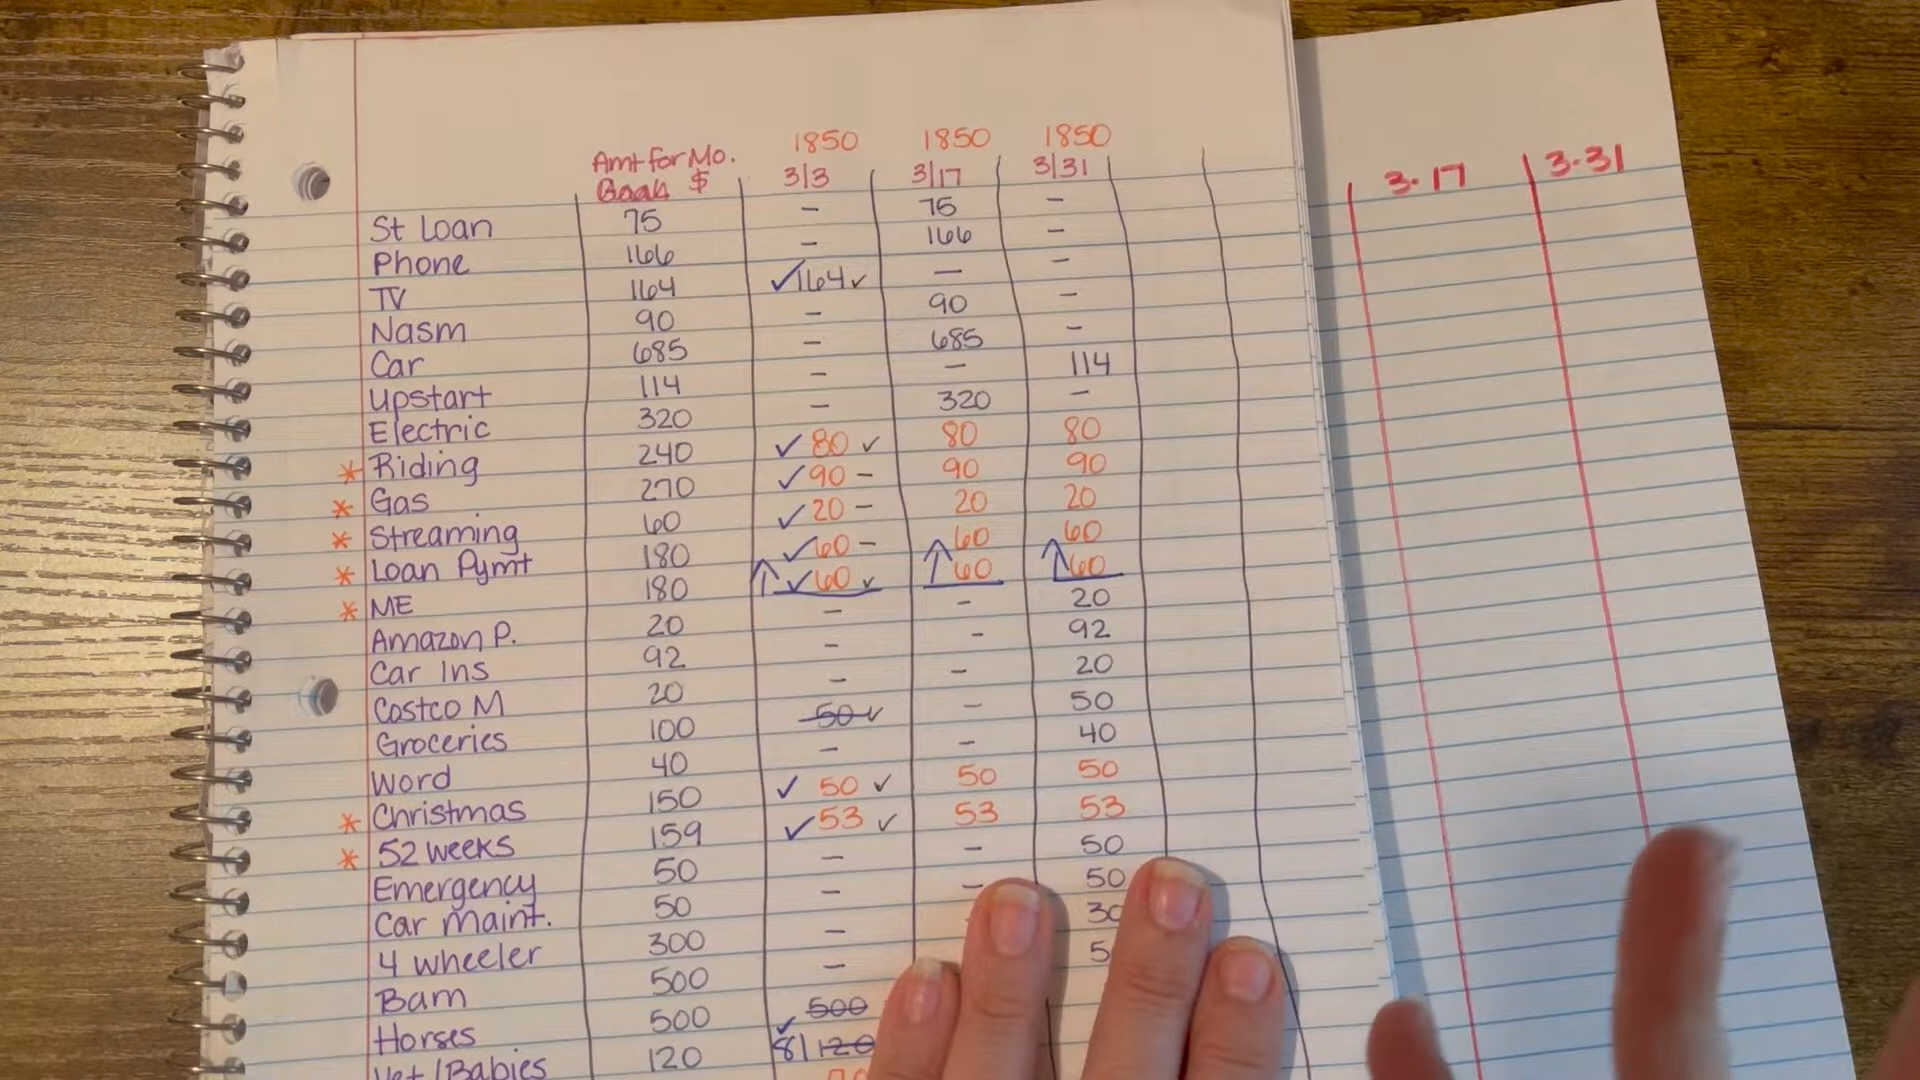 1850 1850 1850
Amt for Mo.
Goals $ 3/3 3/17 3/31 3.17 3.31
St Loan 75 - 75 -
Phone 166 - 166 -
TV 164 ✓164✓ - -
Nasm 90 - 90 -
Car 685 - 685 -
Upstart 114 - - 114
Electric 320 - 320 -
* Riding 240 ✓ 80 ✓ 80 80
* Gas 270 ✓ 90 - 90 90
* Streaming 60 ✓ 20 - 20 20
* Loan Pymt 180 ✓ 60 - 60 60
* ME 180 ↑ ✓ 60 ✓ ↑ 60 ↑ 60
Amazon P. 20 - - 20
Car Ins 92 - - 92
Costco M 20 - - 20
Groceries 100 50 ✓ - 50
Word 40 - - 40
* Christmas 150 ✓ 50 ✓ 50 50
* 52 weeks 159 ✓ 53 ✓ 53 53
Emergency 50 - - 50
Car Maint. 50 - - 50
4 wheeler 300 -
Bam 500 -
Horses 500 500
Vet/Babies 120 ✓ 81 120